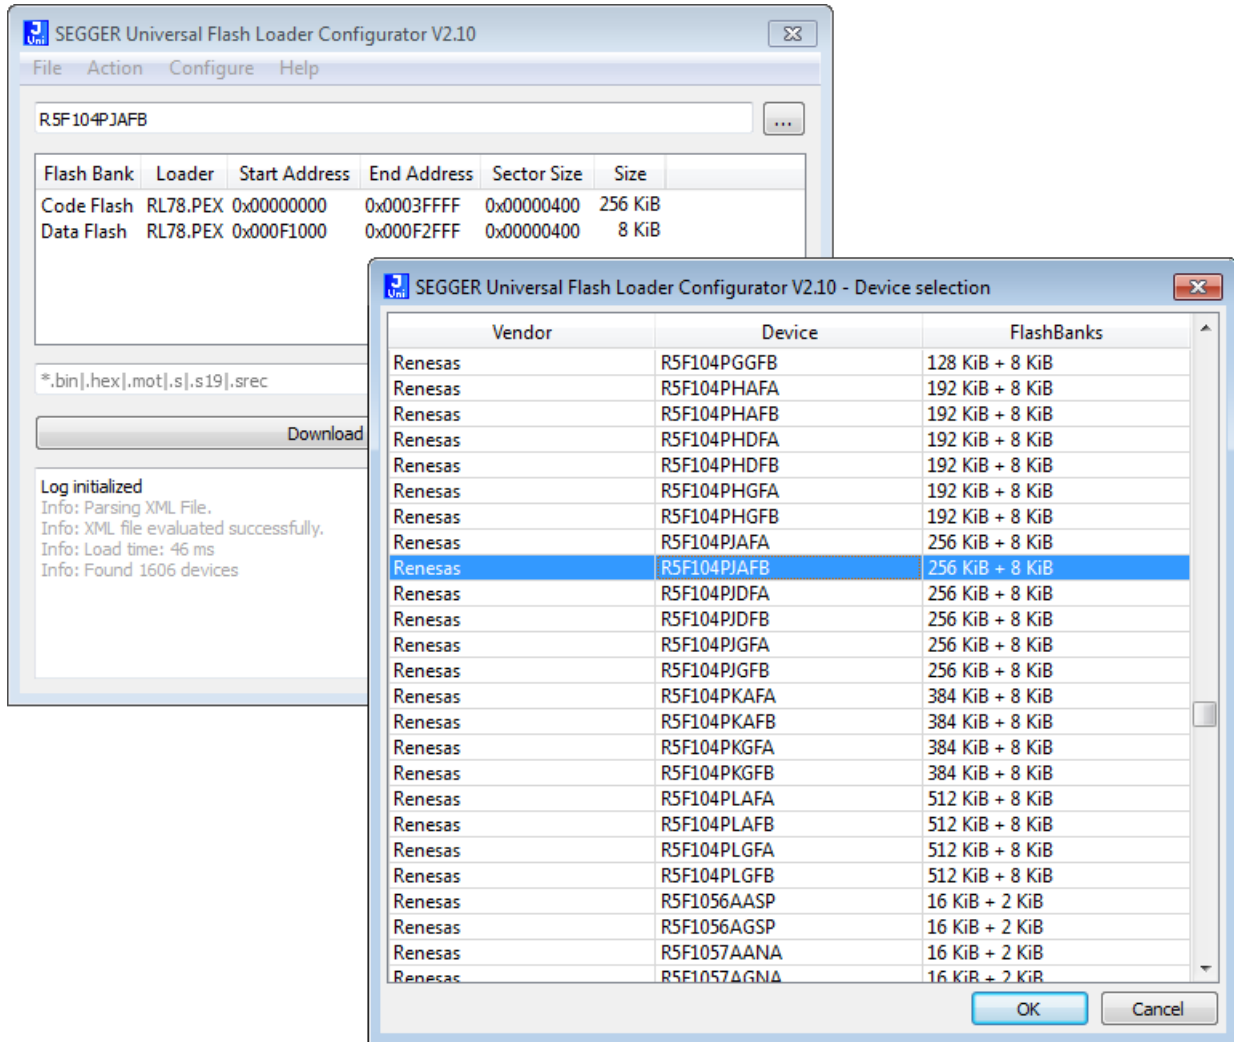 SEGGER Universal Flash Loader Configurator V2.10
File Action Configure Help
R5F104PJAFB
...
Flash Bank Loader Start Address End Address Sector Size Size
Code Flash RL78.PEX 0x00000000 0x0003FFFF 0x00000400 256 KiB
Data Flash RL78.PEX 0x000F1000 0x000F2FFF 0x00000400 8 KiB
*.bin|.hex|.mot|.s|.s19|.srec
Download
Log initialized
Info: Parsing XML File.
Info: XML file evaluated successfully.
Info: Load time: 46 ms
Info: Found 1606 devices
SEGGER Universal Flash Loader Configurator V2.10 - Device selection
Vendor Device FlashBanks
Renesas R5F104PGGFB 128 KiB + 8 KiB
Renesas R5F104PHAFA 192 KiB + 8 KiB
Renesas R5F104PHAFB 192 KiB + 8 KiB
Renesas R5F104PHDFA 192 KiB + 8 KiB
Renesas R5F104PHDFB 192 KiB + 8 KiB
Renesas R5F104PHGFA 192 KiB + 8 KiB
Renesas R5F104PHGFB 192 KiB + 8 KiB
Renesas R5F104PJAFA 256 KiB + 8 KiB
Renesas R5F104PJAFB 256 KiB + 8 KiB
Renesas R5F104PJDFA 256 KiB + 8 KiB
Renesas R5F104PJDFB 256 KiB + 8 KiB
Renesas R5F104PJGFA 256 KiB + 8 KiB
Renesas R5F104PJGFB 256 KiB + 8 KiB
Renesas R5F104PKAFA 384 KiB + 8 KiB
Renesas R5F104PKAFB 384 KiB + 8 KiB
Renesas R5F104PKGFA 384 KiB + 8 KiB
Renesas R5F104PKGFB 384 KiB + 8 KiB
Renesas R5F104PLAFA 512 KiB + 8 KiB
Renesas R5F104PLAFB 512 KiB + 8 KiB
Renesas R5F104PLGFA 512 KiB + 8 KiB
Renesas R5F104PLGFB 512 KiB + 8 KiB
Renesas R5F1056AASP 16 KiB + 2 KiB
Renesas R5F1056AGSP 16 KiB + 2 KiB
Renesas R5F1057AANA 16 KiB + 2 KiB
Renesas R5F1057AGNA 16 KiB + 2 KiB
OK Cancel